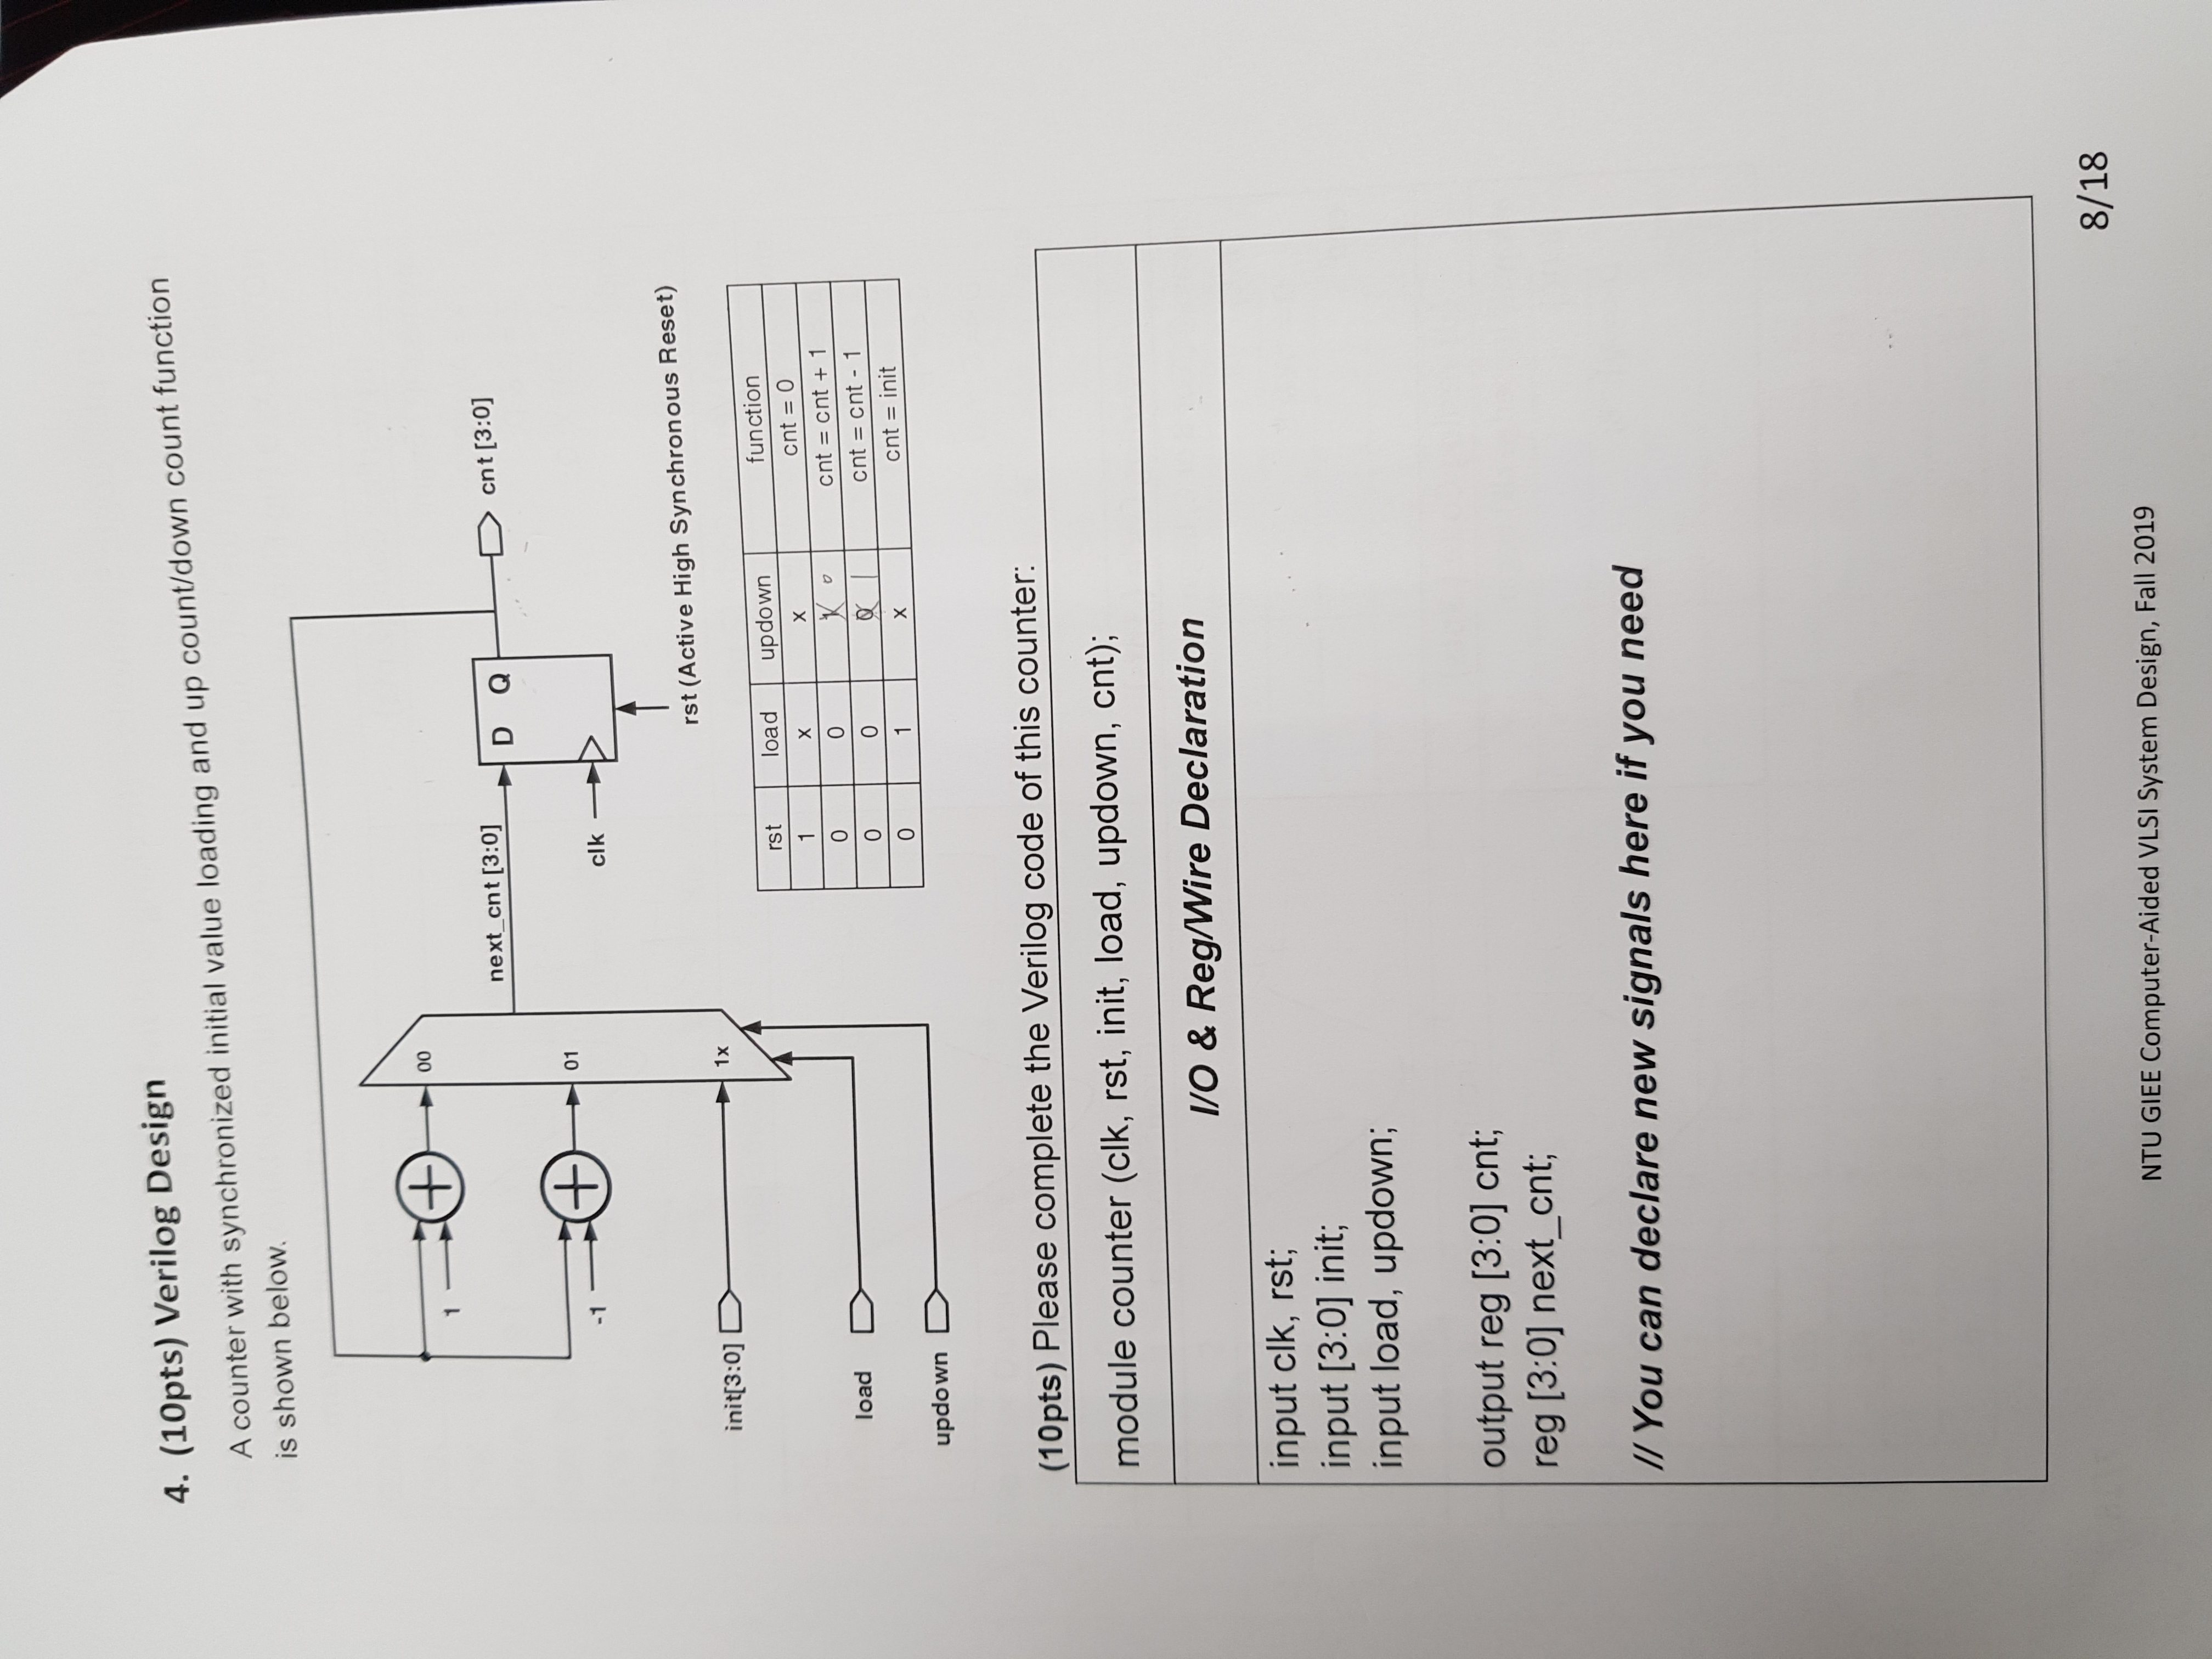 4. (10pts) Verilog Design
A counter with synchronized initial value loading and up count/down count function
is shown below.
00
1
next_cnt [3:0]
D Q
cnt [3:0]
01
-1
clk
rst (Active High Synchronous Reset)
init[3:0]
1x
load
updown
rst load updown function
1 x x cnt = 0
0 0 1 0 cnt = cnt + 1
0 0 0 1 cnt = cnt - 1
0 1 x cnt = init
(10pts) Please complete the Verilog code of this counter:
module counter (clk, rst, init, load, updown, cnt);
I/O & Reg/Wire Declaration
input clk, rst;
input [3:0] init;
input load, updown;
output reg [3:0] cnt;
reg [3:0] next_cnt;
// You can declare new signals here if you need
8/18
NTU GIEE Computer-Aided VLSI System Design, Fall 2019